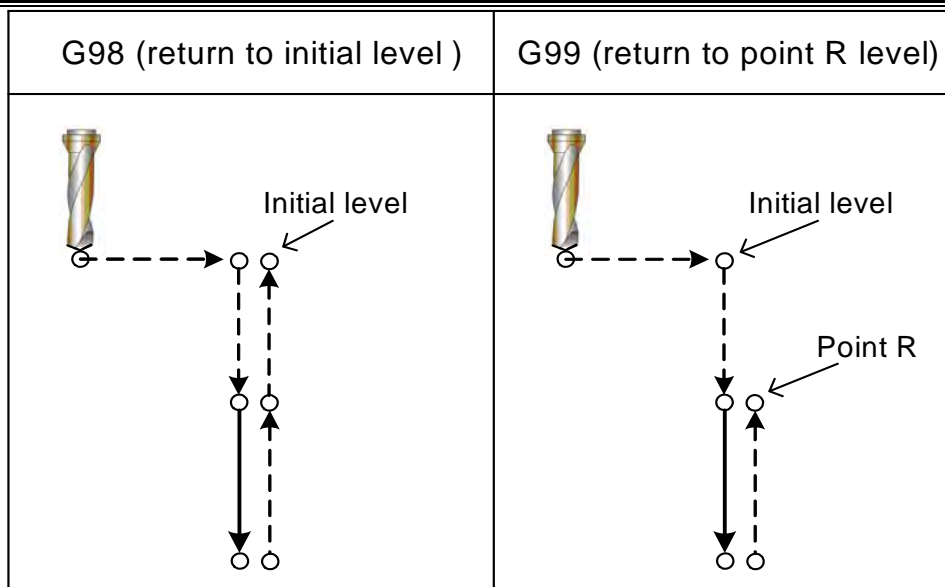 G98 (return to initial level )
G99 (return to point R level)
Initial level
Initial level
Point R